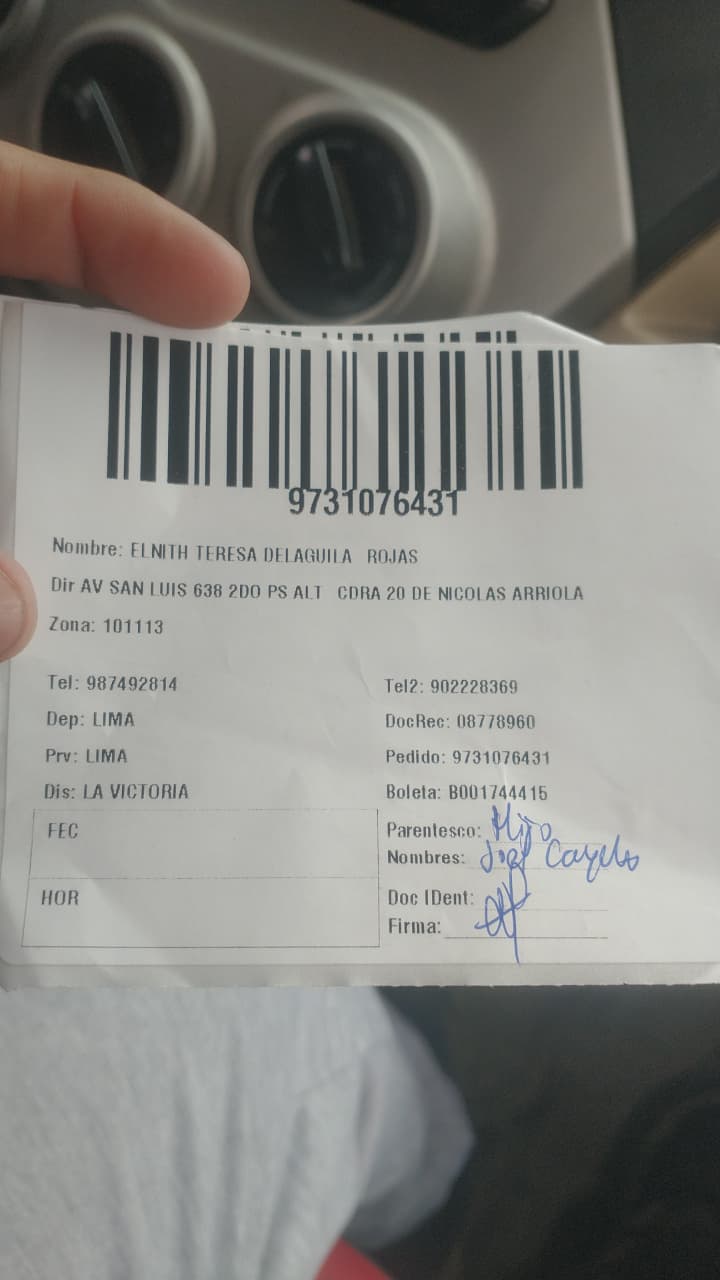 9731076431
Nombre: ELNITH TERESA DELAGUILA ROJAS
Dir AV SAN LUIS 638 2DO PS ALT CDRA 20 DE NICOLAS ARRIOLA
Zona: 101113
Tel: 987492814 Tel2: 902228369
Dep: LIMA DocRec: 08778960
Prv: LIMA Pedido: 9731076431
Dis: LA VICTORIA Boleta: B001744415
FEC Parentesco: Hijo
Nombres: Joel
HOR Doc IDent:
Firma: